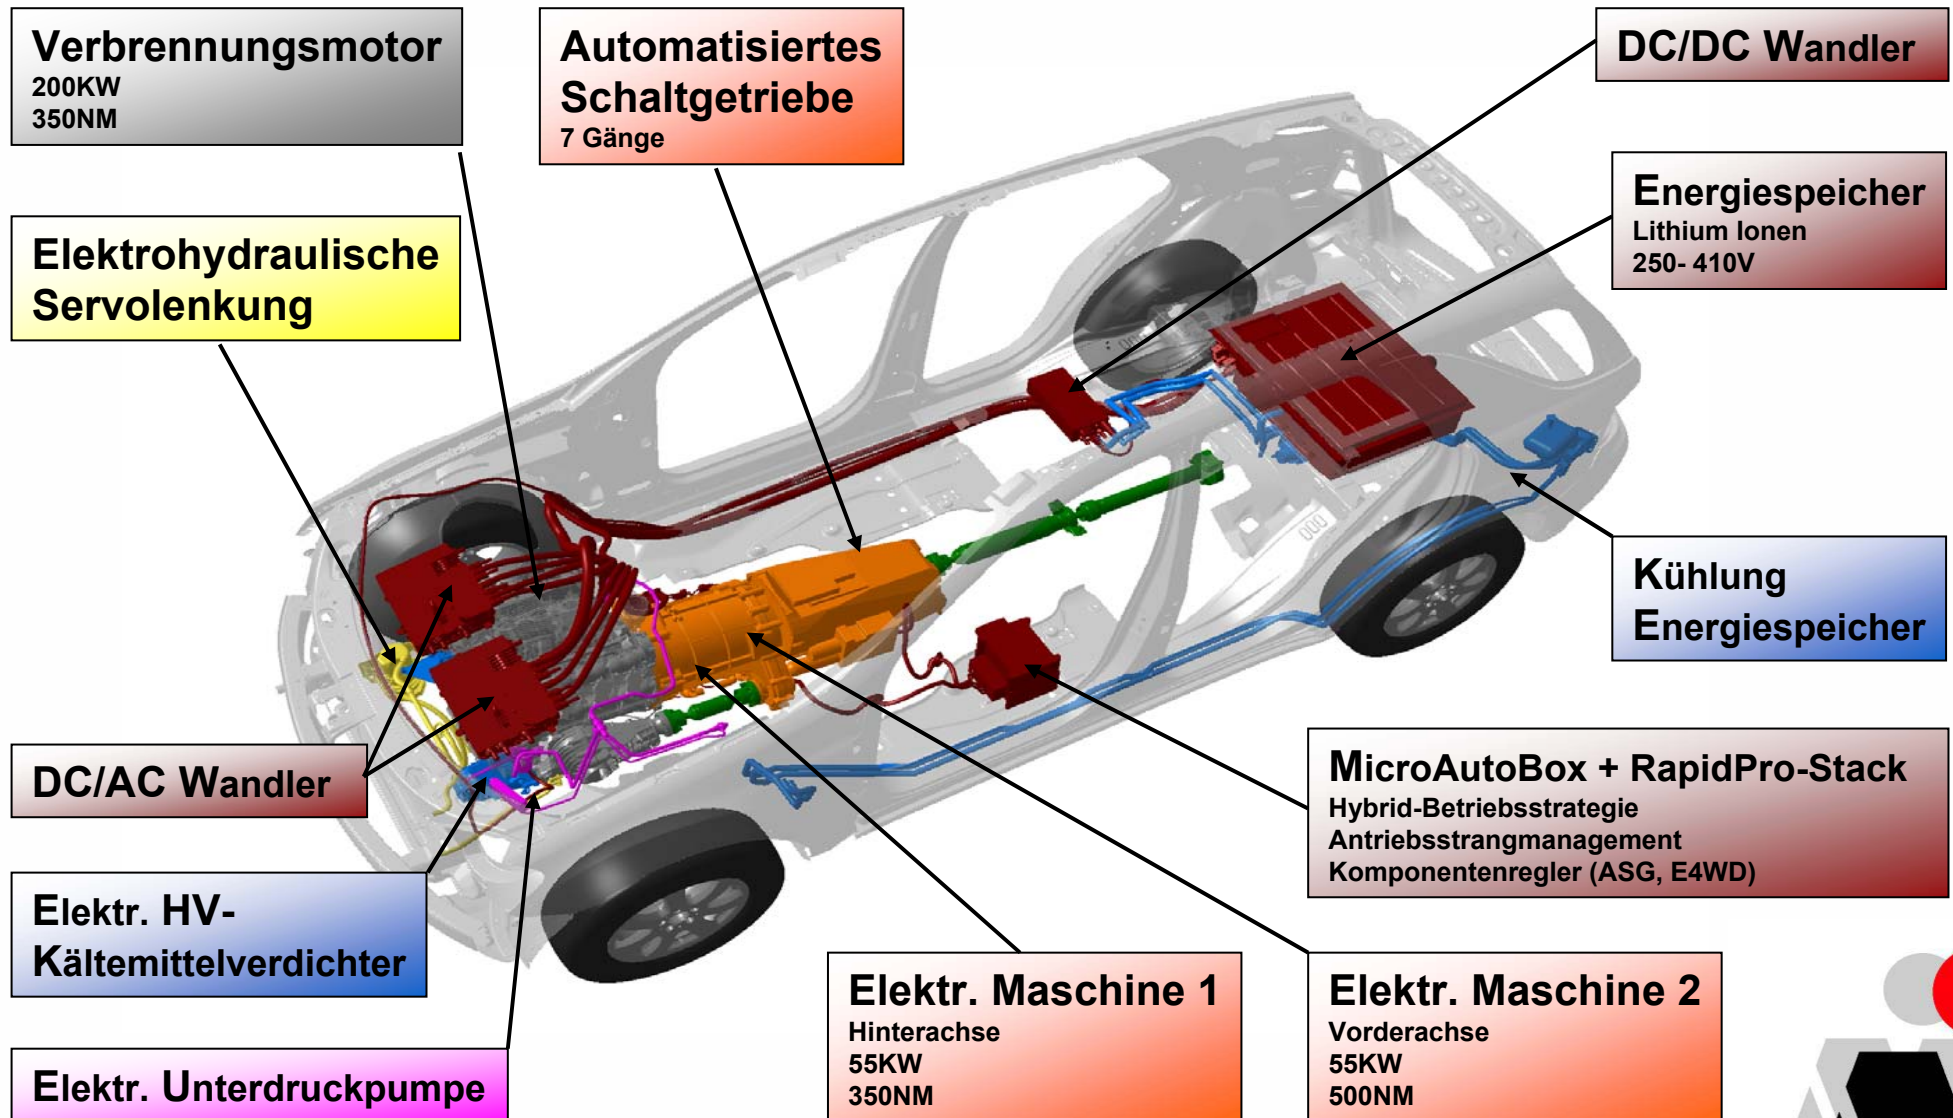 Verbrennungsmotor
200KW
350NM
Automatisiertes
Schaltgetriebe
7 Gänge
DC/DC Wandler
Energiespeicher
Lithium Ionen
250- 410V
Elektrohydraulische
Servolenkung
Kühlung
Energiespeicher
DC/AC Wandler
MicroAutoBox + RapidPro-Stack
Hybrid-Betriebsstrategie
Antriebsstrangmanagement
Komponentenregler (ASG, E4WD)
Elektr. HV-
Kältemittelverdichter
Elektr. Maschine 1
Hinterachse
55KW
350NM
Elektr. Maschine 2
Vorderachse
55KW
500NM
Elektr. Unterdruckpumpe